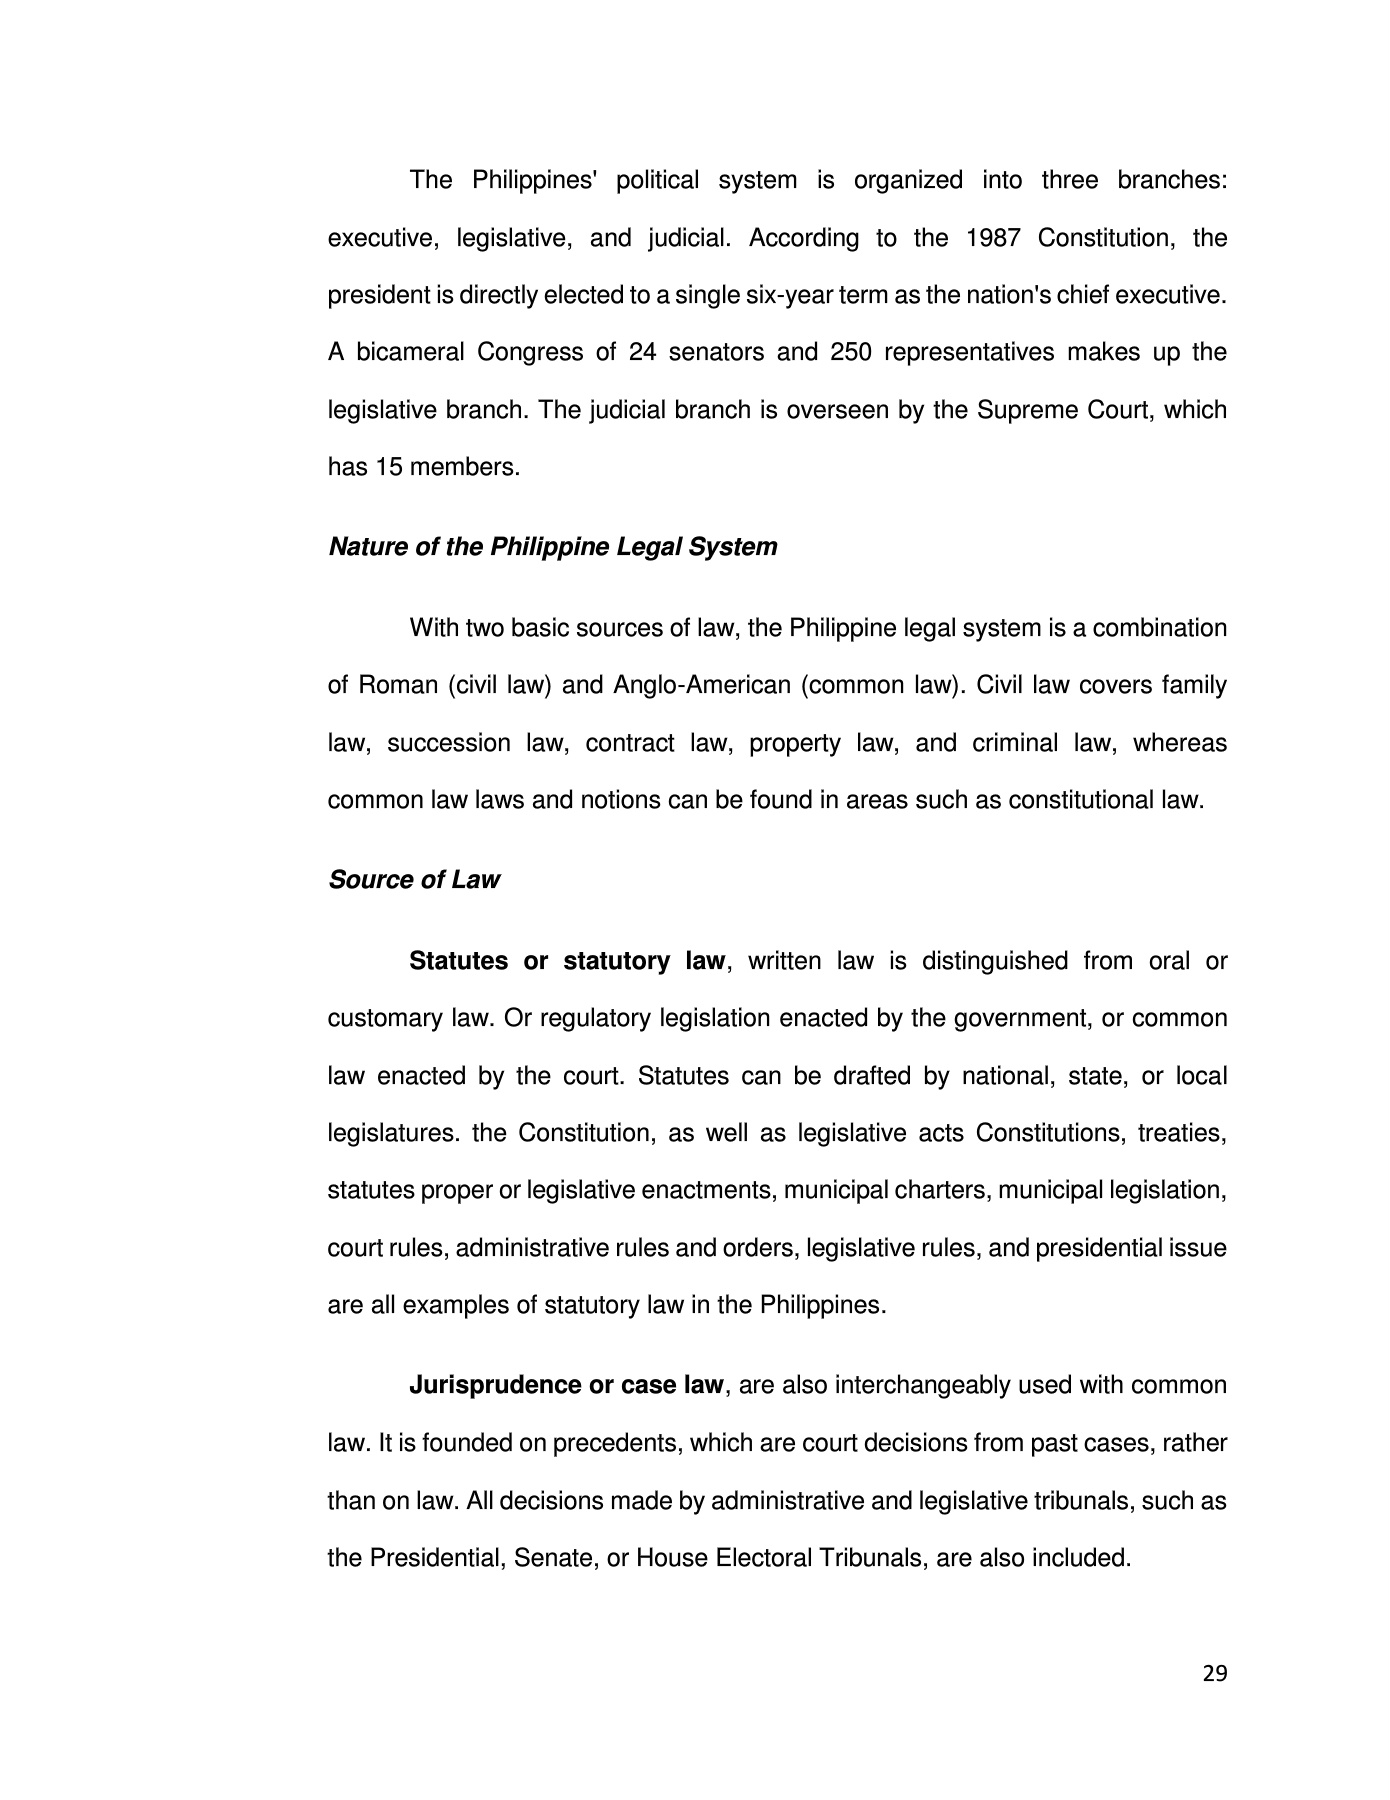 The Philippines' political system is organized into three branches:
executive, legislative, and judicial. According to the 1987 Constitution, the
president is directly elected to a single six-year term as the nation's chief executive.
A bicameral Congress of 24 senators and 250 representatives makes up the
legislative branch. The judicial branch is overseen by the Supreme Court, which
has 15 members.
Nature of the Philippine Legal System
With two basic sources of law, the Philippine legal system is a combination
of Roman (civil law) and Anglo-American (common law). Civil law covers family
law, succession law, contract law, property law, and criminal law, whereas
common law laws and notions can be found in areas such as constitutional law.
Source of Law
Statutes or statutory law, written law is distinguished from oral or
customary law. Or regulatory legislation enacted by the government, or common
law enacted by the court. Statutes can be drafted by national, state, or local
legislatures. the Constitution, as well as legislative acts Constitutions, treaties,
statutes proper or legislative enactments, municipal charters, municipal legislation,
court rules, administrative rules and orders, legislative rules, and presidential issue
are all examples of statutory law in the Philippines.
Jurisprudence or case law, are also interchangeably used with common
law. It is founded on precedents, which are court decisions from past cases, rather
than on law. All decisions made by administrative and legislative tribunals, such as
the Presidential, Senate, or House Electoral Tribunals, are also included.
29